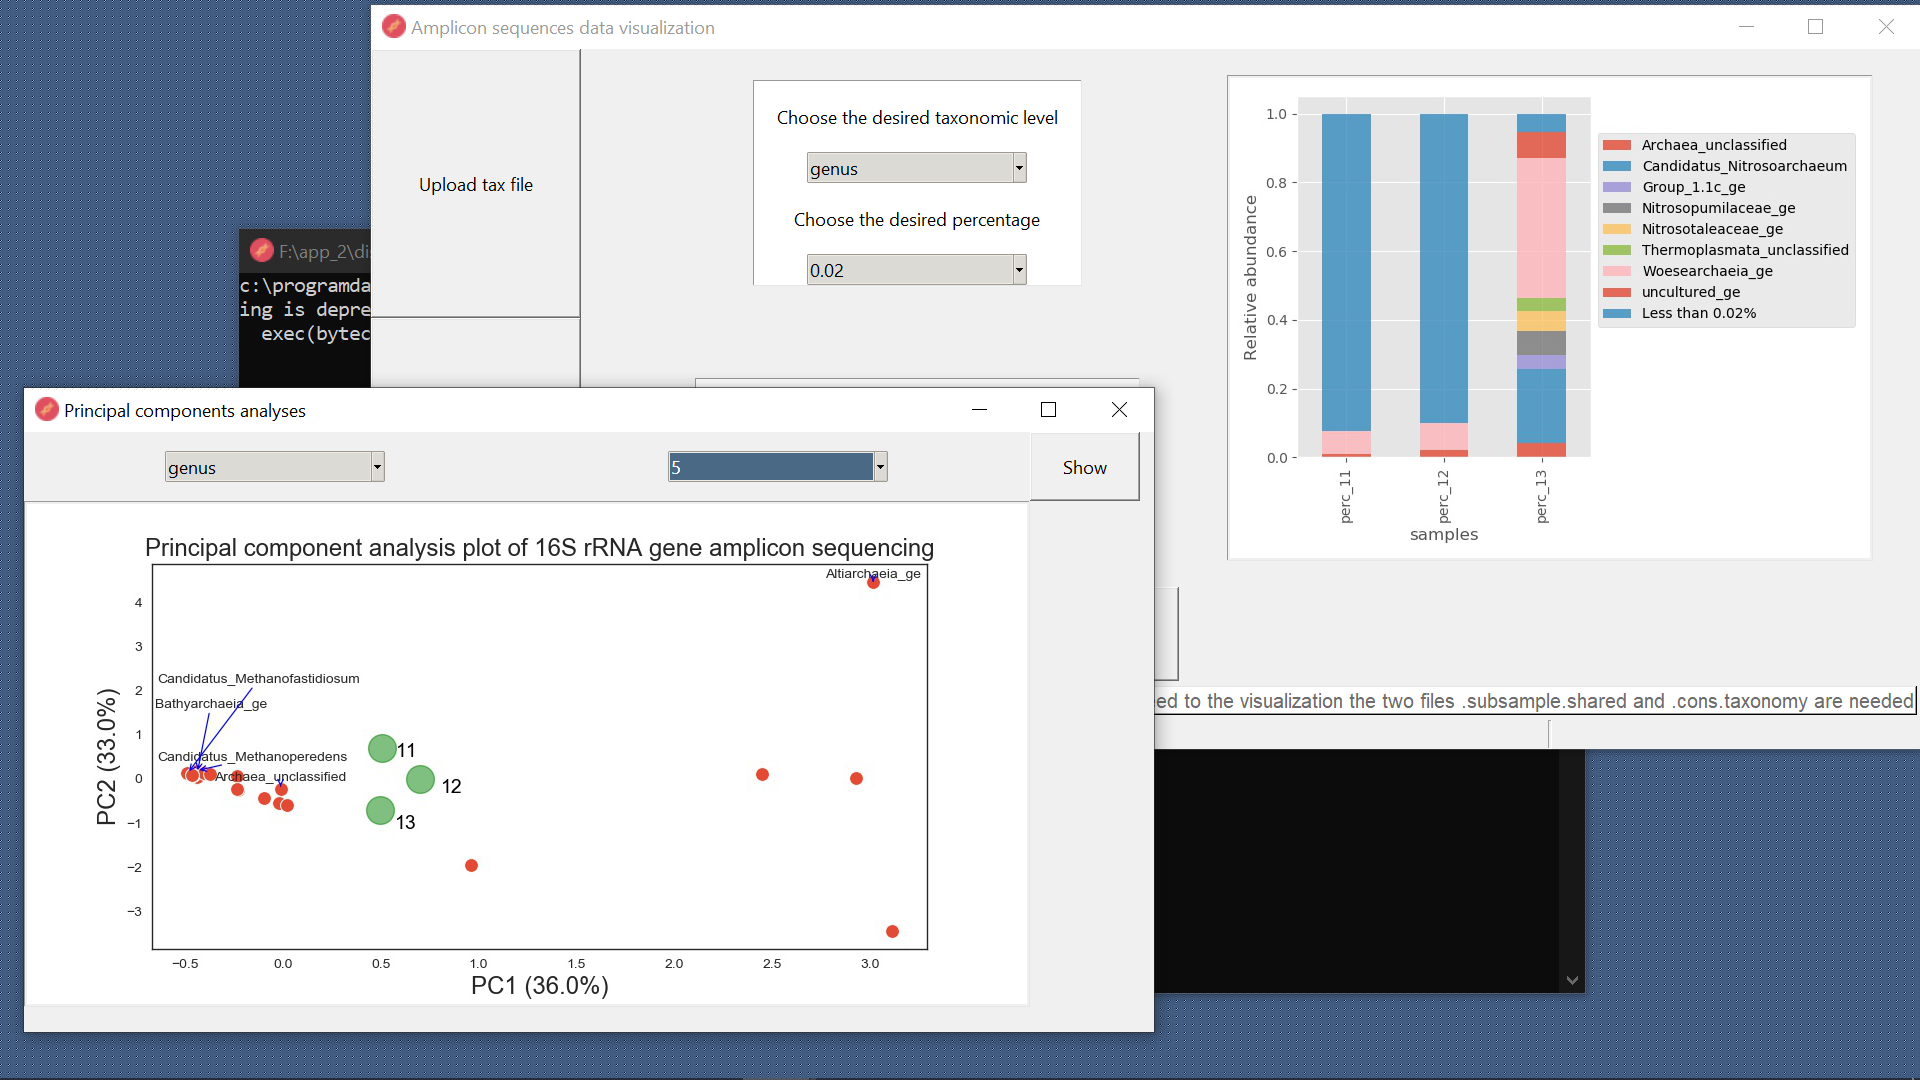 Amplicon sequences data visualization
Upload tax file
Choose the desired taxonomic level
genus
Choose the desired percentage
0.02
Relative abundance
1.0
0.8
0.6
0.4
0.2
0.0
perc_11
perc_12
perc_13
samples
Archaea_unclassified
Candidatus_Nitrosoarchaeum
Group_1.1c_ge
Nitrosopumilaceae_ge
Nitrosotaleaceae_ge
Thermoplasmata_unclassified
Woesearchaeia_ge
uncultured_ge
Less than 0.02%
F:\app_2\di
c:\programda
ing is depre
exec(bytec
Principal components analyses
genus
5
Show
Principal component analysis plot of 16S rRNA gene amplicon sequencing
Altiarchaeia_ge
Candidatus_Methanofastidiosum
Bathyarchaeia_ge
Candidatus_Methanoperedens
Archaea_unclassified
11
12
13
PC2 (33.0%)
4
3
2
1
0
−1
−2
−3
−0.5
0.0
0.5
1.0
1.5
2.0
2.5
3.0
PC1 (36.0%)
ed to the visualization the two files .subsample.shared and .cons.taxonomy are needed